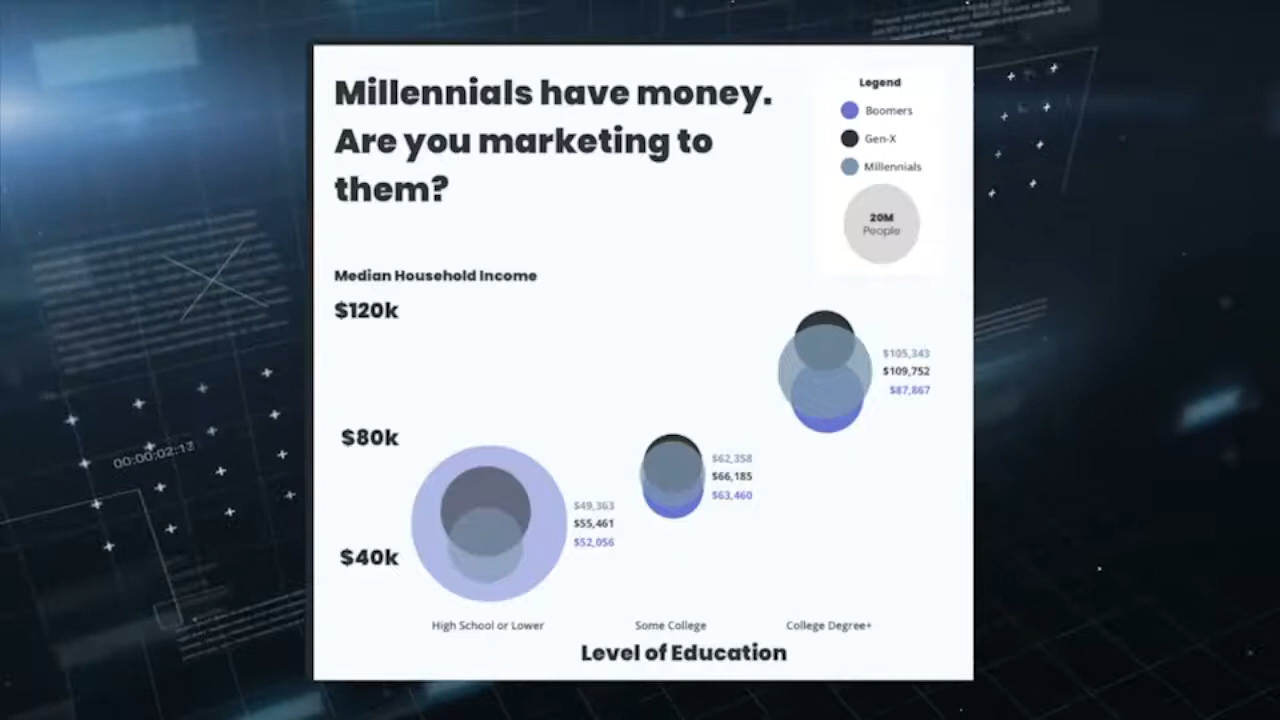 Millennials have money.
Are you marketing to
them?
Legend
Boomers
Gen-X
Millennials
20M
People
Median Household Income
$120k
$80k
$40k
$105,343
$109,752
$87,867
$62,358
$66,185
$63,460
$49,363
$55,461
$52,056
High School or Lower
Some College
College Degree+
Level of Education
00:00:02:13